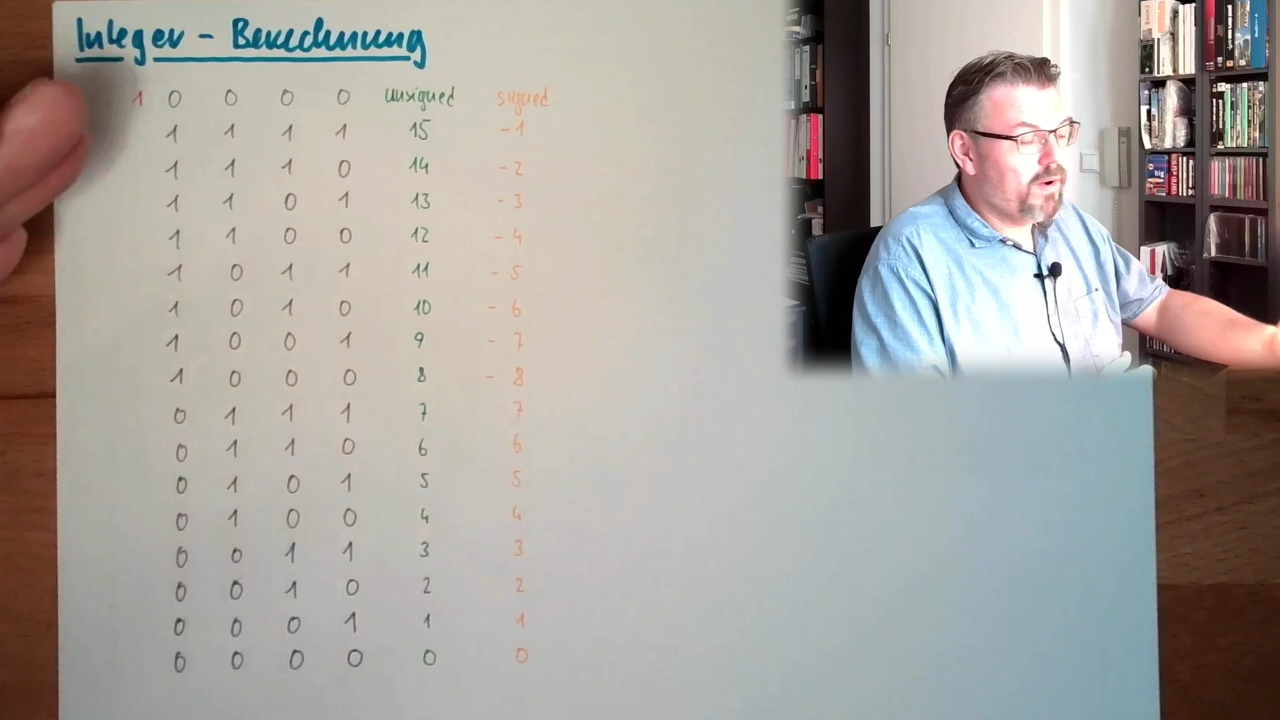 Integer - Berechnung
1 0 0 0 0 unsigned signed
1 1 1 1 15 -1
1 1 1 0 14 -2
1 1 0 1 13 -3
1 1 0 0 12 -4
1 0 1 1 11 -5
1 0 1 0 10 -6
1 0 0 1 9 -7
1 0 0 0 8 -8
0 1 1 1 7 7
0 1 1 0 6 6
0 1 0 1 5 5
0 1 0 0 4 4
0 0 1 1 3 3
0 0 1 0 2 2
0 0 0 1 1 1
0 0 0 0 0 0